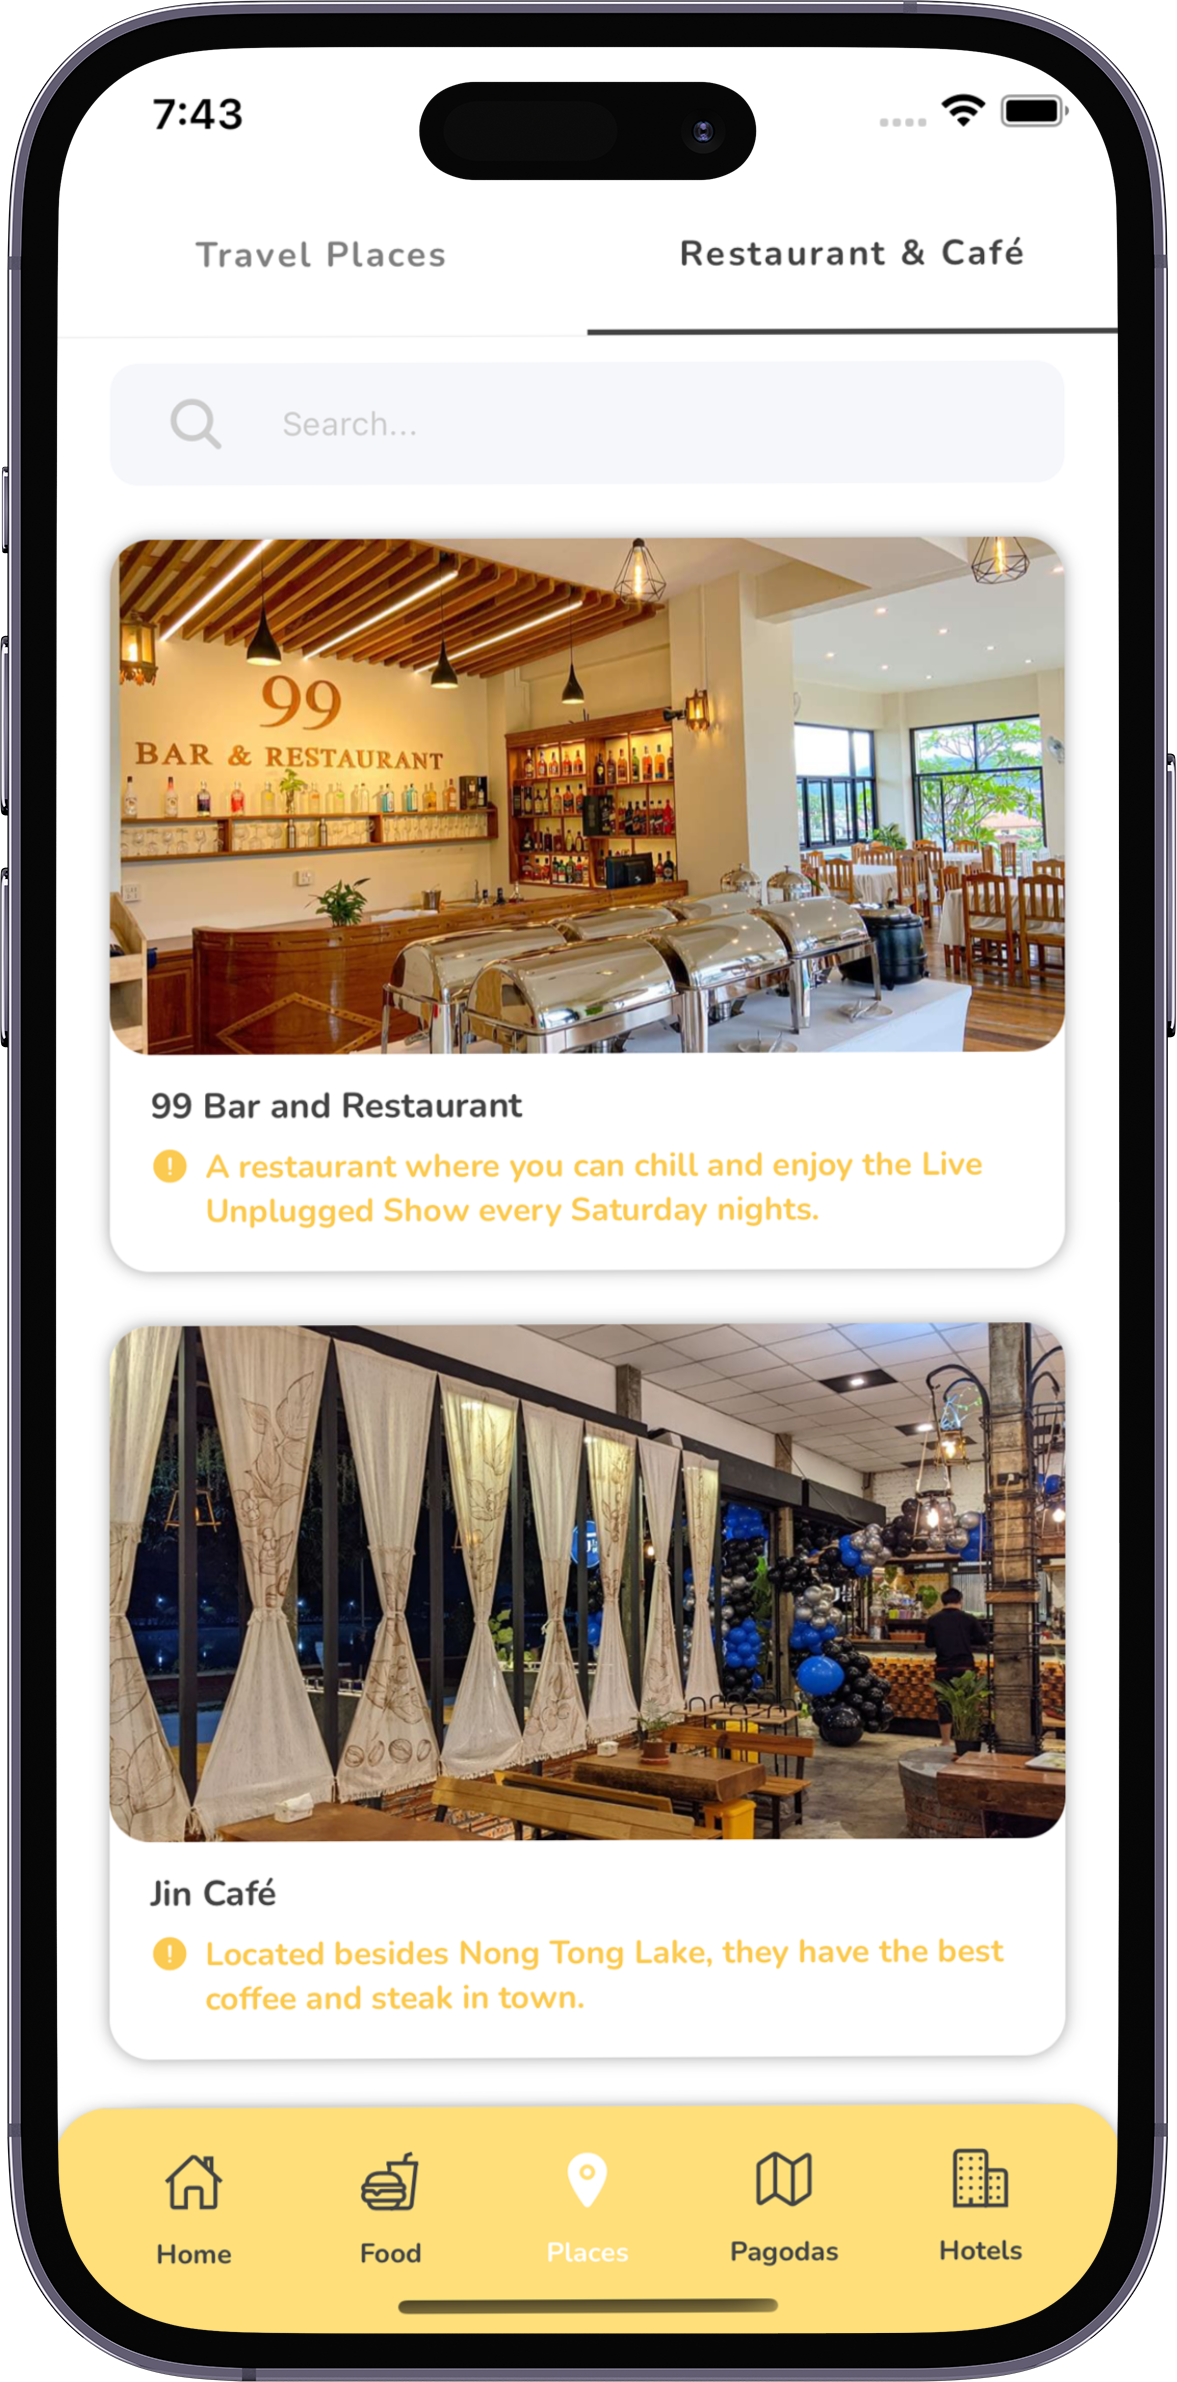 7:43
Travel Places
Restaurant & Café
Search...
99
BAR & RESTAURANT
99 Bar and Restaurant
A restaurant where you can chill and enjoy the Live
Unplugged Show every Saturday nights.
Jin Café
Located besides Nong Tong Lake, they have the best
coffee and steak in town.
Home
Food
Places
Pagodas
Hotels